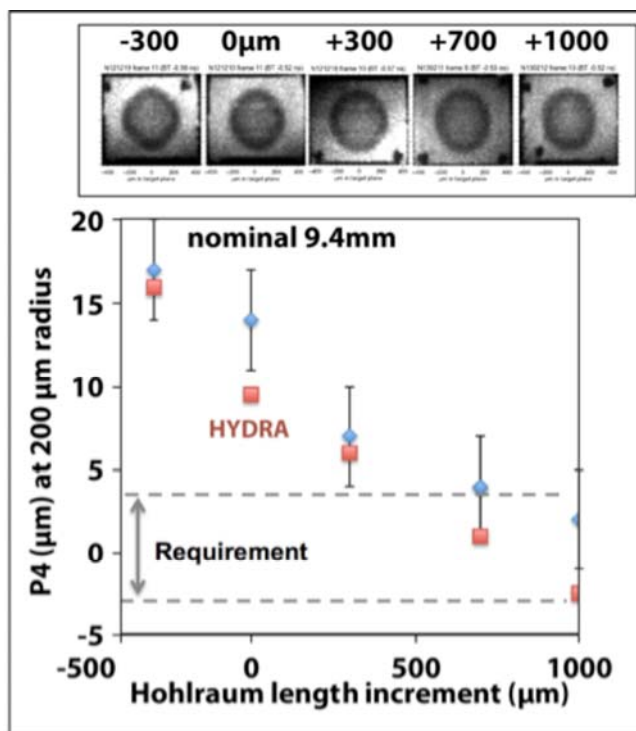 -300 0μm +300 +700 +1000
20
nominal 9.4mm
15
10
HYDRA
5
0
Requirement
-5
-500 0 500 1000
Hohlraum length increment (μm)
P4 (μm) at 200 μm radius